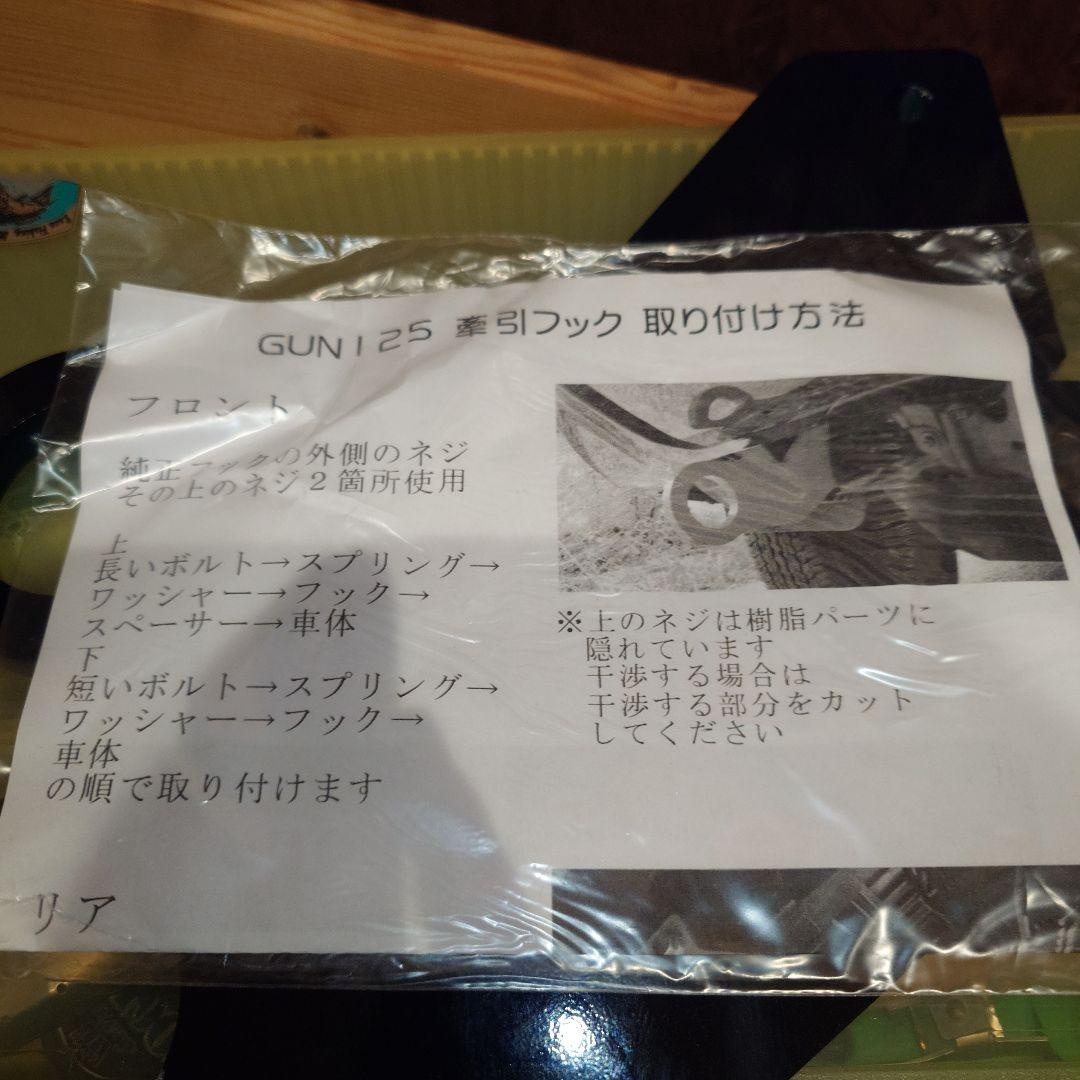 GUN125 牽引フック 取り付け方法
フロント
純正フックの外側のネジ
その上のネジ2箇所使用
上
長いボルト→スプリング→
ワッシャー→フック→
スペーサー→車体
下
短いボルト→スプリング→
ワッシャー→フック→
車体
の順で取り付けます
※上のネジは樹脂パーツに
隠れています
干渉する場合は
干渉する部分をカット
してください
リア